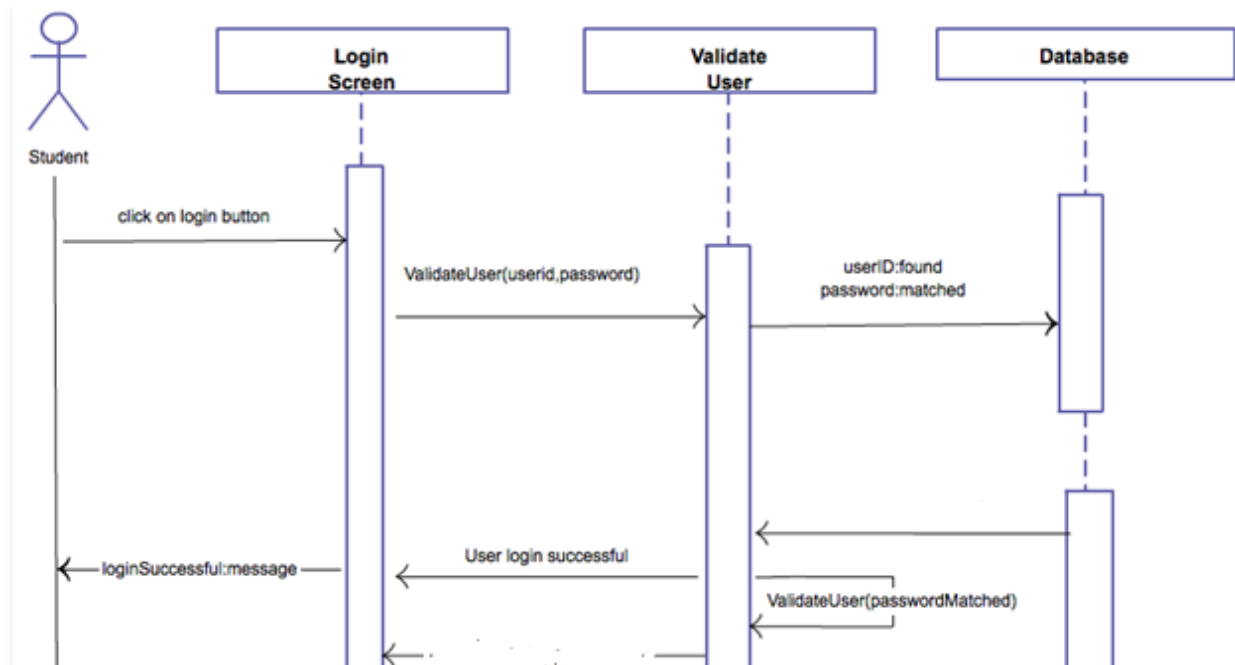 Login
Screen
Validate
User
Database
Student
click on login button
ValidateUser(userid,password)
userID:found
password:matched
User login successful
loginSuccessful:message
ValidateUser(passwordMatched)